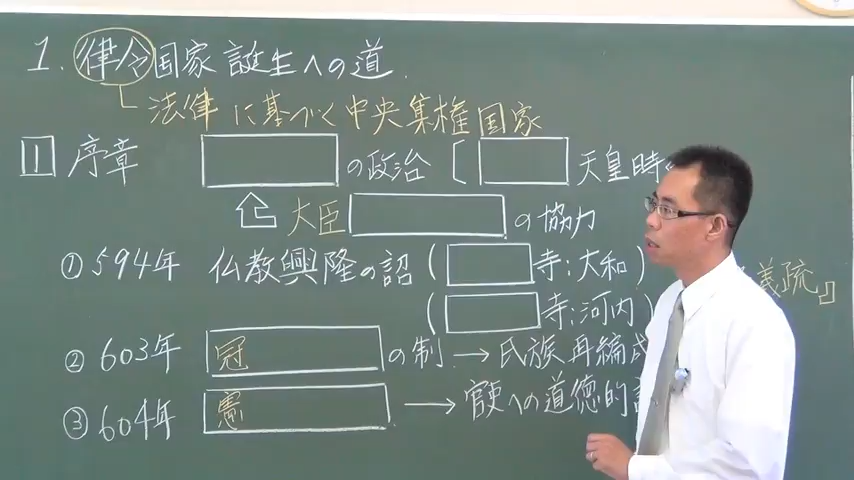 1. 律令国家誕生への道.
法律に基づく中央集権国家
1 序章 の政治 [ 天皇時
大臣 の協力
① 594年 仏教興隆の詔 ( 寺:大和)
( 寺:河内) 義疏』
② 603年 冠 の制 → 氏族再編成
③ 604年 憲 → 官吏への道徳的